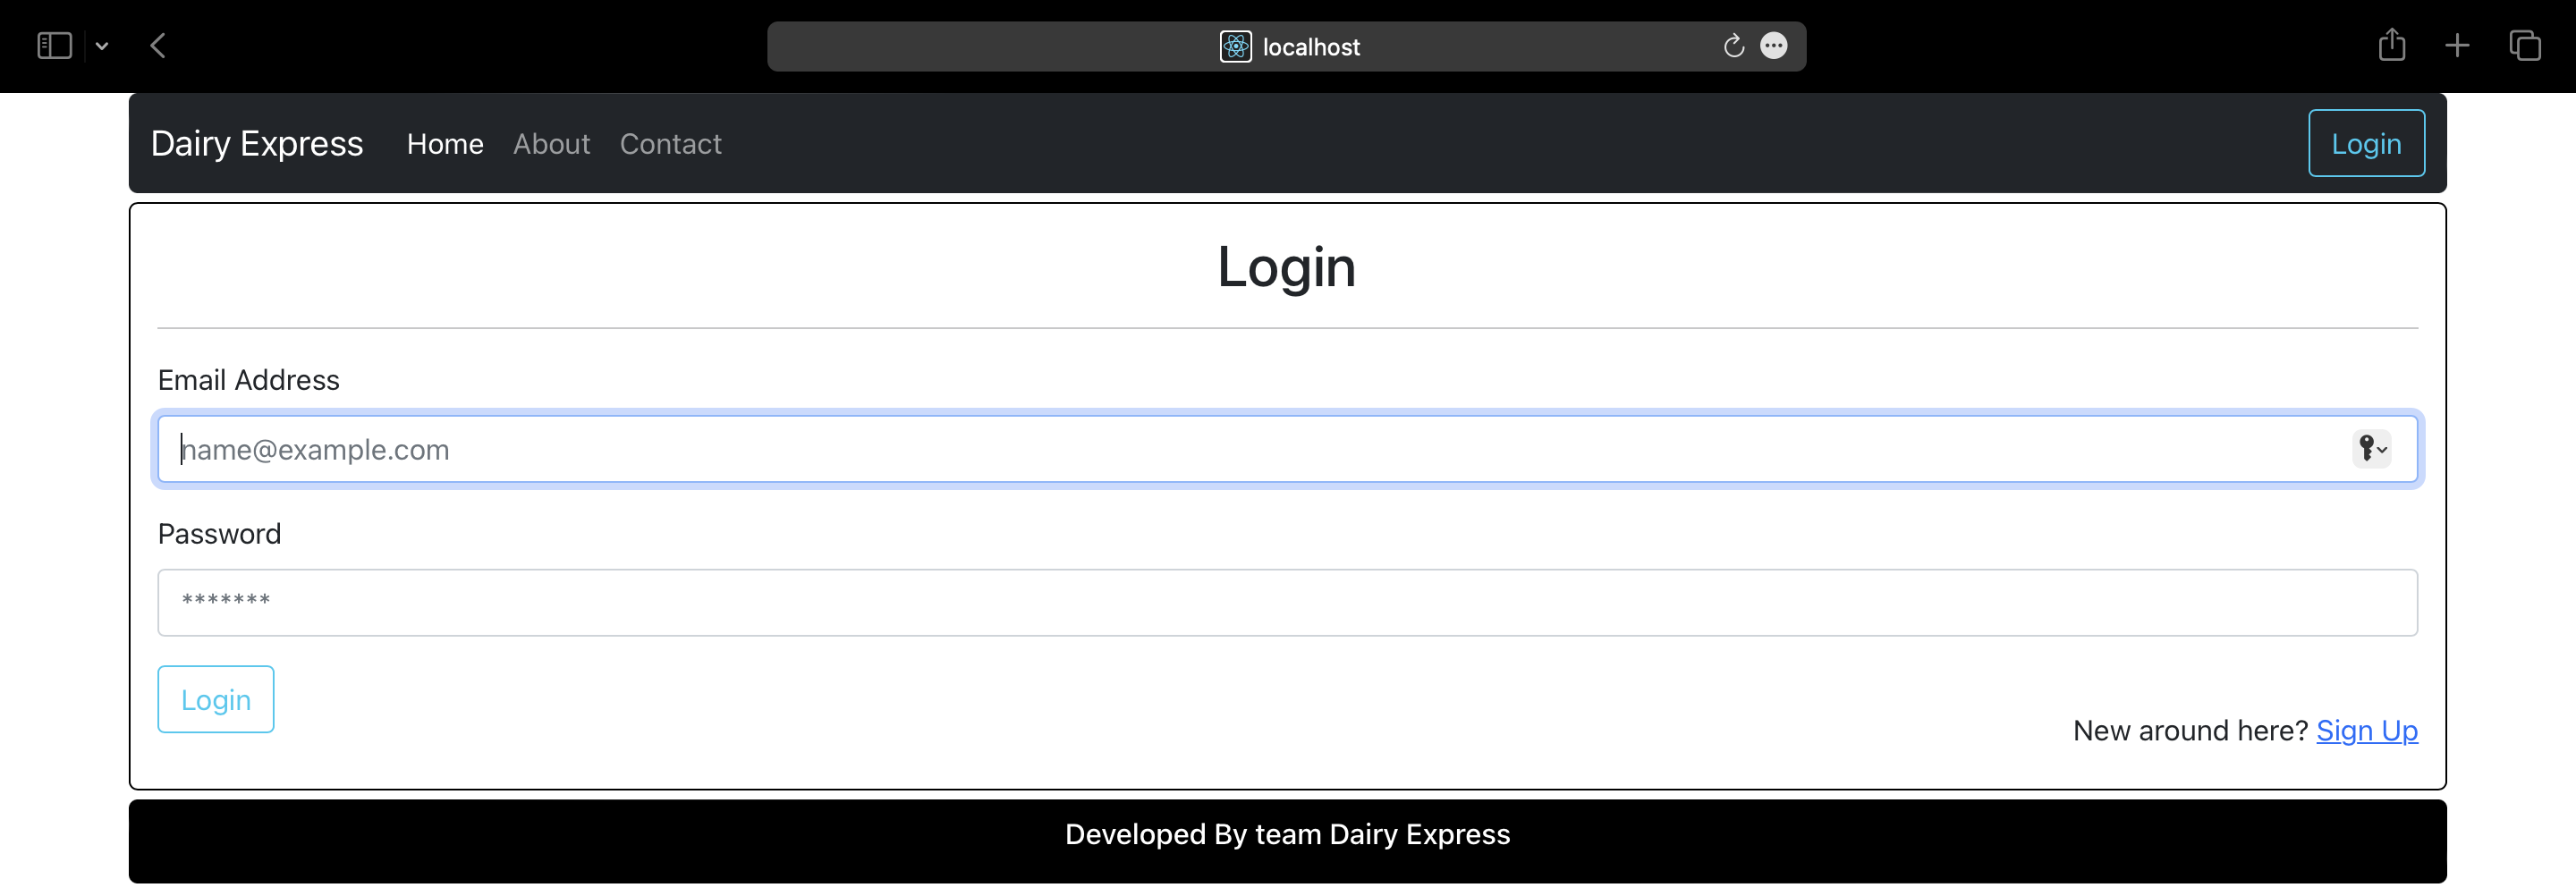 localhost
Dairy Express Home About Contact Login
Login
Email Address
name@example.com
Password
*******
Login
New around here? Sign Up
Developed By team Dairy Express